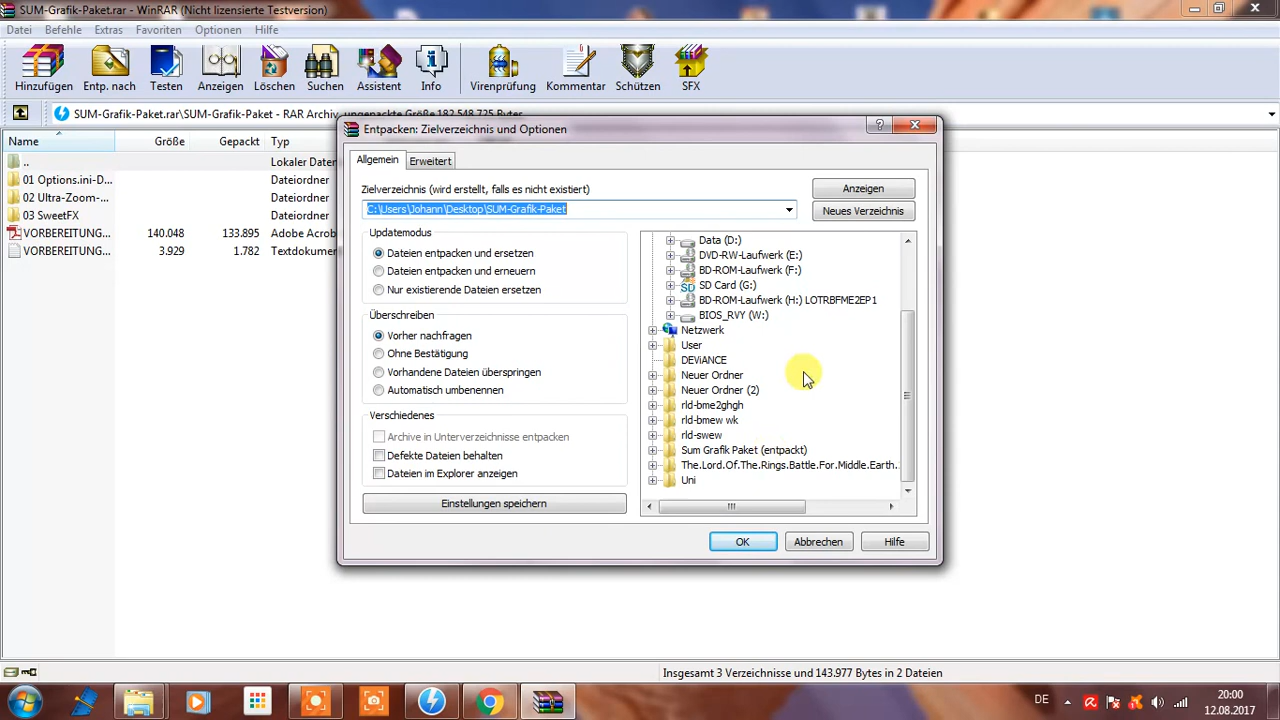 SUM-Grafik-Paket.rar - WinRAR (Nicht lizensierte Testversion)
Datei Befehle Extras Favoriten Optionen Hilfe
Hinzufügen Entp. nach Testen Anzeigen Löschen Suchen Assistent Info Virenprüfung Kommentar Schützen SFX
SUM-Grafik-Paket.rar\SUM-Grafik-Paket - RAR Archiv, ungepackte Größe 182.548.725 Bytes
Name Größe Gepackt Typ
.. Lokaler Daten
01 Options.ini-D... Dateiordner
02 Ultra-Zoom-... Dateiordner
03 SweetFX Dateiordner
VORBEREITUNG... 140.048 133.895 Adobe Acroba
VORBEREITUNG... 3.929 1.782 Textdokume
Entpacken: Zielverzeichnis und Optionen
?
Allgemein Erweitert
Zielverzeichnis (wird erstellt, falls es nicht existiert)
C:\Users\Johann\Desktop\SUM-Grafik-Paket
Anzeigen
Neues Verzeichnis
Updatemodus
Dateien entpacken und ersetzen
Dateien entpacken und erneuern
Nur existierende Dateien ersetzen
Überschreiben
Vorher nachfragen
Ohne Bestätigung
Vorhandene Dateien überspringen
Automatisch umbenennen
Verschiedenes
Archive in Unterverzeichnisse entpacken
Defekte Dateien behalten
Dateien im Explorer anzeigen
Einstellungen speichern
Data (D:)
DVD-RW-Laufwerk (E:)
BD-ROM-Laufwerk (F:)
SD Card (G:)
BD-ROM-Laufwerk (H:) LOTRBFME2EP1
BIOS_RVY (W:)
Netzwerk
User
DEViANCE
Neuer Ordner
Neuer Ordner (2)
rld-bme2ghgh
rld-bmew wk
rld-swew
Sum Grafik Paket (entpackt)
The.Lord.Of.The.Rings.Battle.For.Middle.Earth.
Uni
OK Abbrechen Hilfe
Insgesamt 3 Verzeichnisse und 143.977 Bytes in 2 Dateien
DE
20:00
12.08.2017